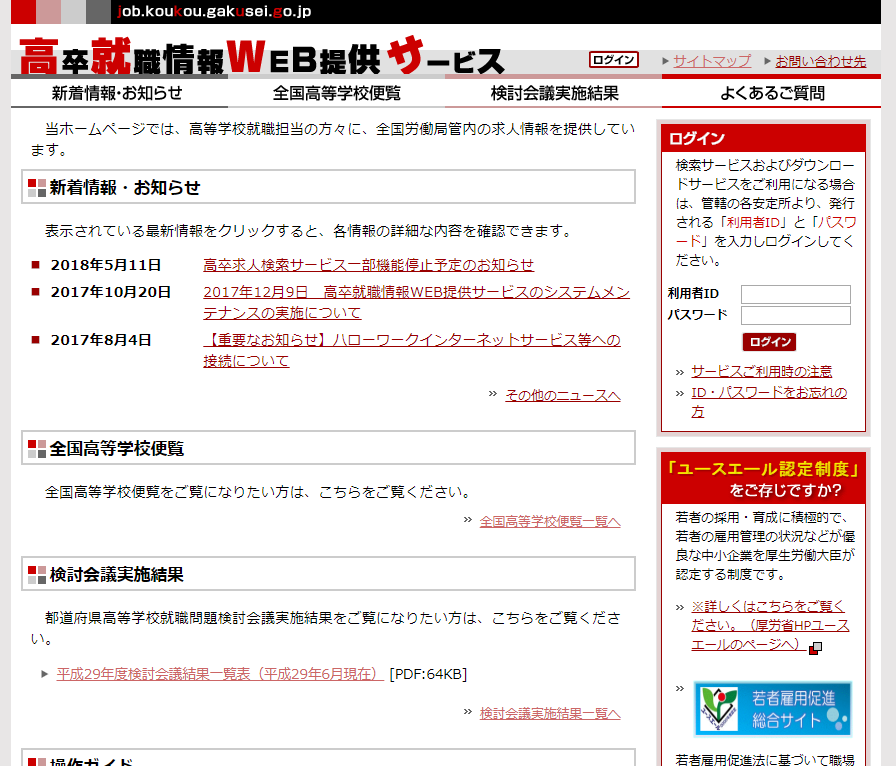 job.koukou.gakusei.go.jp
高卒就職情報WEB提供サービス
ログイン
サイトマップ
お問い合わせ先
新着情報・お知らせ
全国高等学校便覧
検討会議実施結果
よくあるご質問
当ホームページでは、高等学校就職担当の方々に、全国労働局管内の求人情報を提供してい
ます。
新着情報・お知らせ
表示されている最新情報をクリックすると、各情報の詳細な内容を確認できます。
2018年5月11日
高卒求人検索サービス一部機能停止予定のお知らせ
2017年10月20日
2017年12月9日　高卒就職情報WEB提供サービスのシステムメン
テナンスの実施について
2017年8月4日
【重要なお知らせ】ハローワークインターネットサービス等への
接続について
» その他のニュースへ
全国高等学校便覧
全国高等学校便覧をご覧になりたい方は、こちらをご覧ください。
» 全国高等学校便覧一覧へ
検討会議実施結果
都道府県高等学校就職問題検討会議実施結果をご覧になりたい方は、こちらをご覧くださ
い。
平成29年度検討会議結果一覧表（平成29年6月現在） [PDF:64KB]
» 検討会議実施結果一覧へ
操作ガイド
ログイン
検索サービスおよびダウンロー
ドサービスをご利用になる場合
は、管轄の各安定所より、発行
される「利用者ID」と「パスワ
ード」を入力しログインしてく
ださい。
利用者ID
パスワード
ログイン
» サービスご利用時の注意
» ID・パスワードをお忘れの
方
「ユースエール認定制度」
をご存じですか?
若者の採用・育成に積極的で、
若者の雇用管理の状況などが優
良な中小企業を厚生労働大臣が
認定する制度です。
» ※詳しくはこちらをご覧く
ださい。（厚労省HPユース
エールのページへ）
»
若者雇用促進
総合サイト
若者雇用促進法に基づいて職場